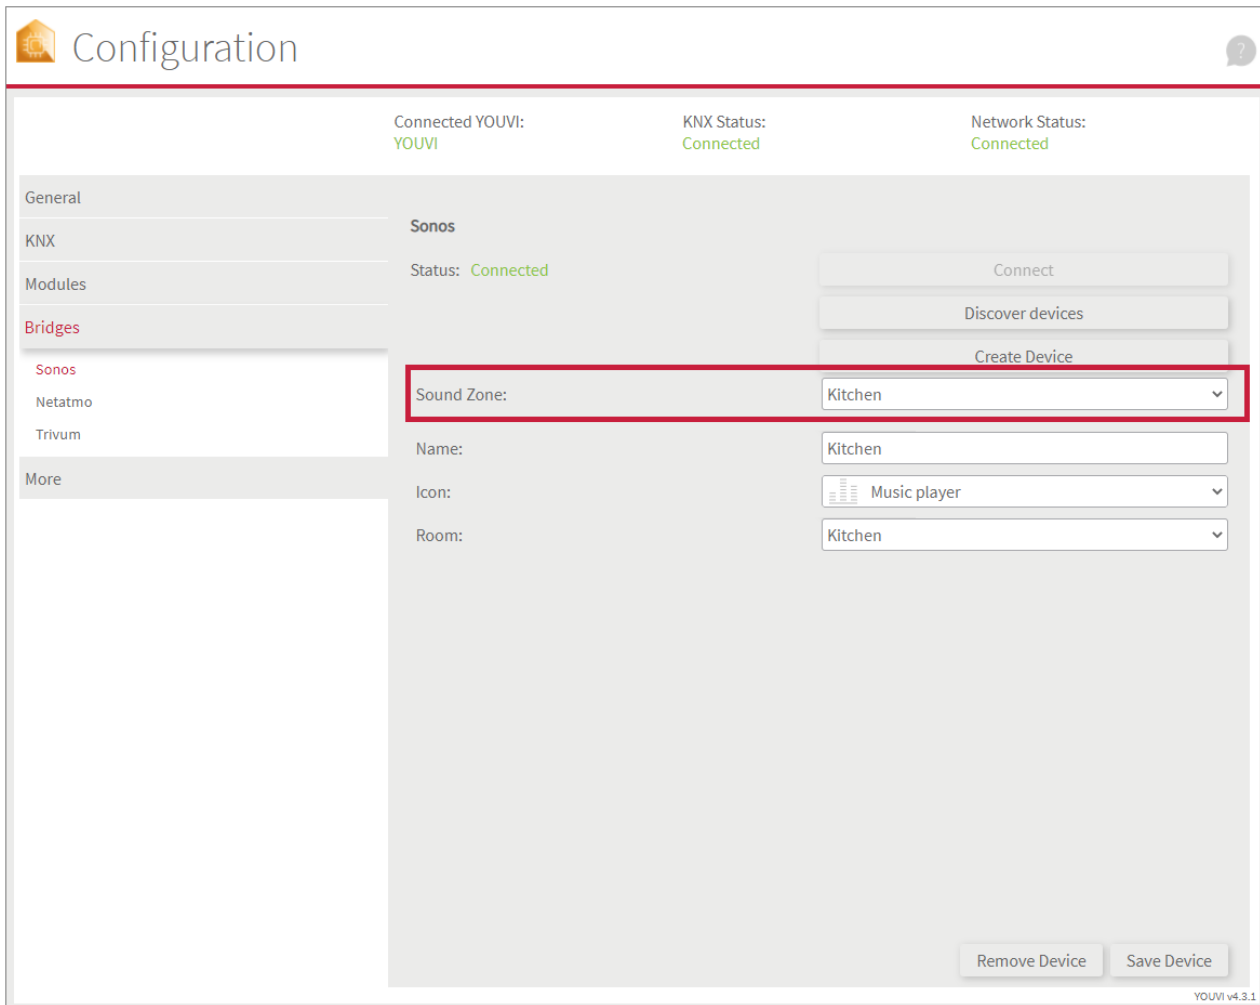 Configuration
?
Connected YOUVI: KNX Status: Network Status:
YOUVI Connected Connected
General
KNX
Modules
Bridges
Sonos
Netatmo
Trivum
More
Sonos
Status: Connected Connect
Discover devices
Create Device
Sound Zone: Kitchen
Name: Kitchen
Icon: Music player
Room: Kitchen
Remove Device Save Device
YOUVI v4.3.1